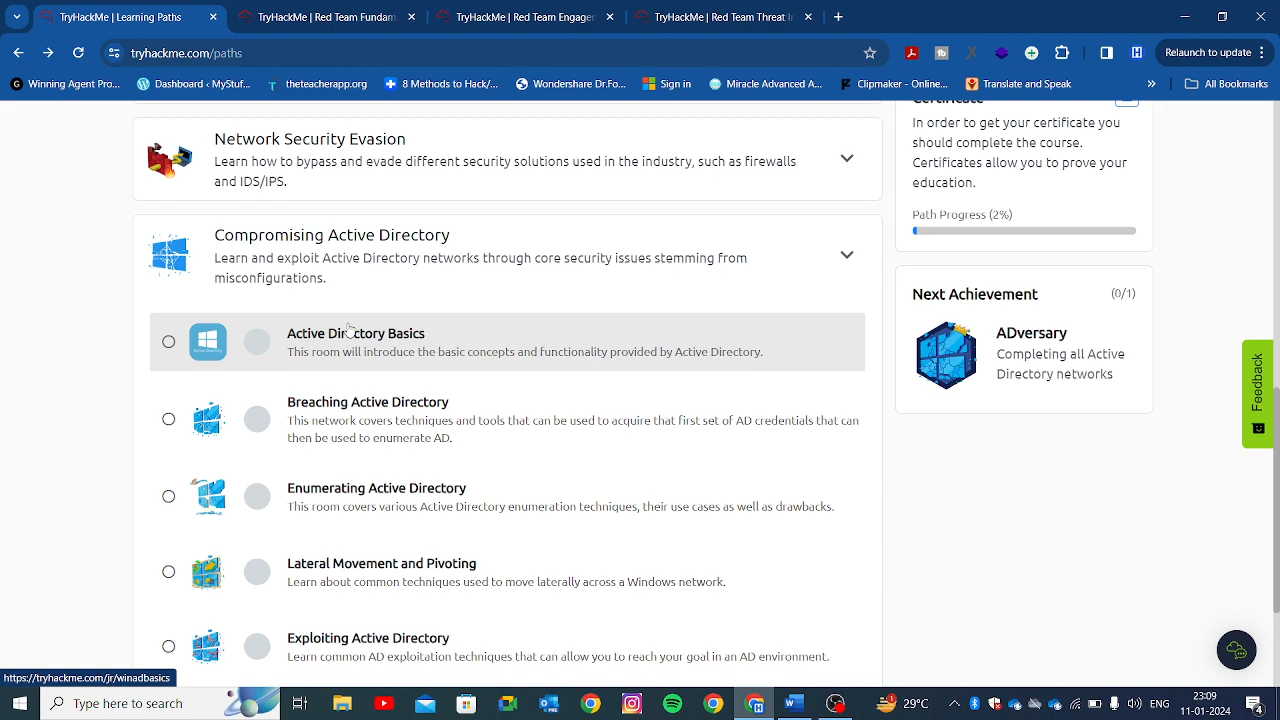 TryHackMe | Learning Paths
TryHackMe | Red Team Fundam
TryHackMe | Red Team Engager
TryHackMe | Red Team Threat Ir
tryhackme.com/paths
Relaunch to update
Winning Agent Pro...
Dashboard ‹ MyStuf...
theteacherapp.org
8 Methods to Hack/...
Wondershare Dr.Fo...
Sign in
Miracle Advanced A...
Clipmaker - Online...
Translate and Speak
All Bookmarks
Network Security Evasion
Learn how to bypass and evade different security solutions used in the industry, such as firewalls
and IDS/IPS.
Compromising Active Directory
Learn and exploit Active Directory networks through core security issues stemming from
misconfigurations.
Active Directory Basics
This room will introduce the basic concepts and functionality provided by Active Directory.
Breaching Active Directory
This network covers techniques and tools that can be used to acquire that first set of AD credentials that can
then be used to enumerate AD.
Enumerating Active Directory
This room covers various Active Directory enumeration techniques, their use cases as well as drawbacks.
Lateral Movement and Pivoting
Learn about common techniques used to move laterally across a Windows network.
Exploiting Active Directory
Learn common AD exploitation techniques that can allow you to reach your goal in an AD environment.
Certificate
In order to get your certificate you
should complete the course.
Certificates allow you to prove your
education.
Path Progress (2%)
Next Achievement
(0/1)
ADversary
Completing all Active
Directory networks
Feedback
https://tryhackme.com/jr/winadbasics
Type here to search
29°C
ENG
23:09
11-01-2024